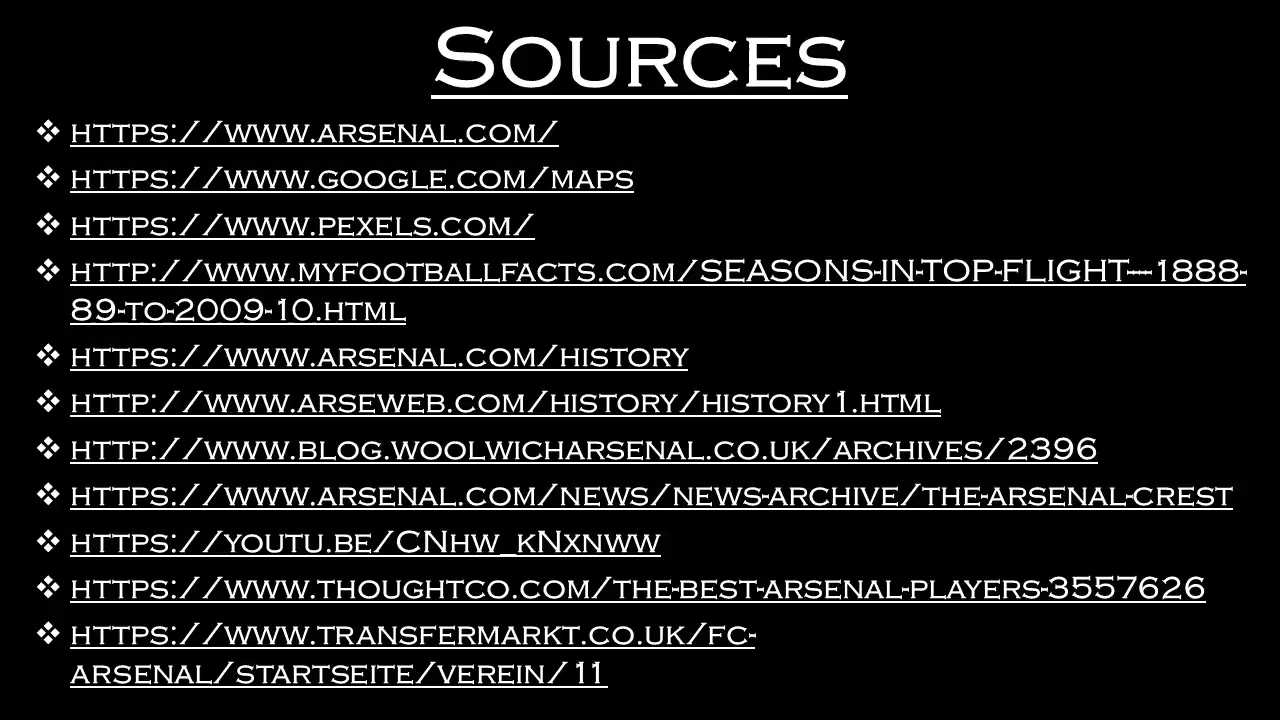 Sources
❖ https://www.arsenal.com/
❖ https://www.google.com/maps
❖ https://www.pexels.com/
❖ http://www.myfootballfacts.com/SEASONS-IN-TOP-FLIGHT---1888-
89-to-2009-10.html
❖ https://www.arsenal.com/history
❖ http://www.arseweb.com/history/history1.html
❖ http://www.blog.woolwicharsenal.co.uk/archives/2396
❖ https://www.arsenal.com/news/news-archive/the-arsenal-crest
❖ https://youtu.be/CNhw_kNxnww
❖ https://www.thoughtco.com/the-best-arsenal-players-3557626
❖ https://www.transfermarkt.co.uk/fc-
arsenal/startseite/verein/11